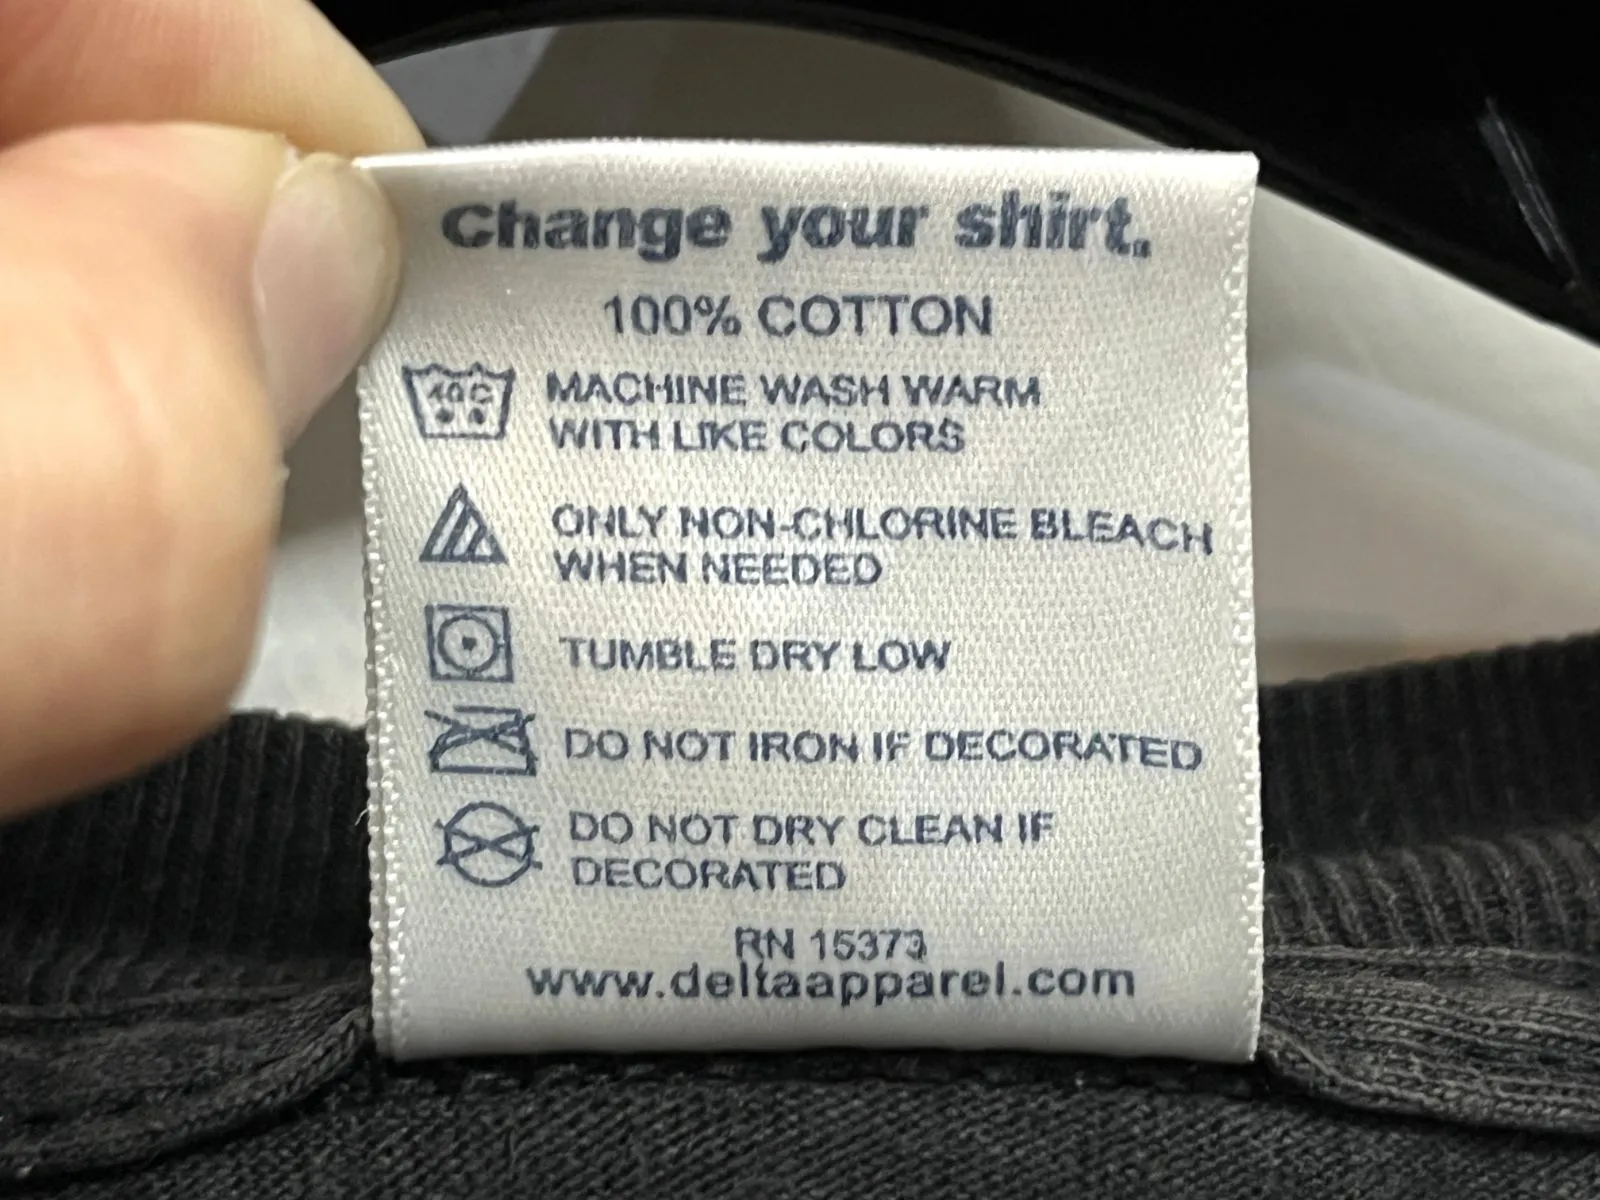 Change your shirt.
100% COTTON
40 C
MACHINE WASH WARM
WITH LIKE COLORS
ONLY NON-CHLORINE BLEACH
WHEN NEEDED
TUMBLE DRY LOW
DO NOT IRON IF DECORATED
DO NOT DRY CLEAN IF
DECORATED
RN 15373
www.deltaapparel.com